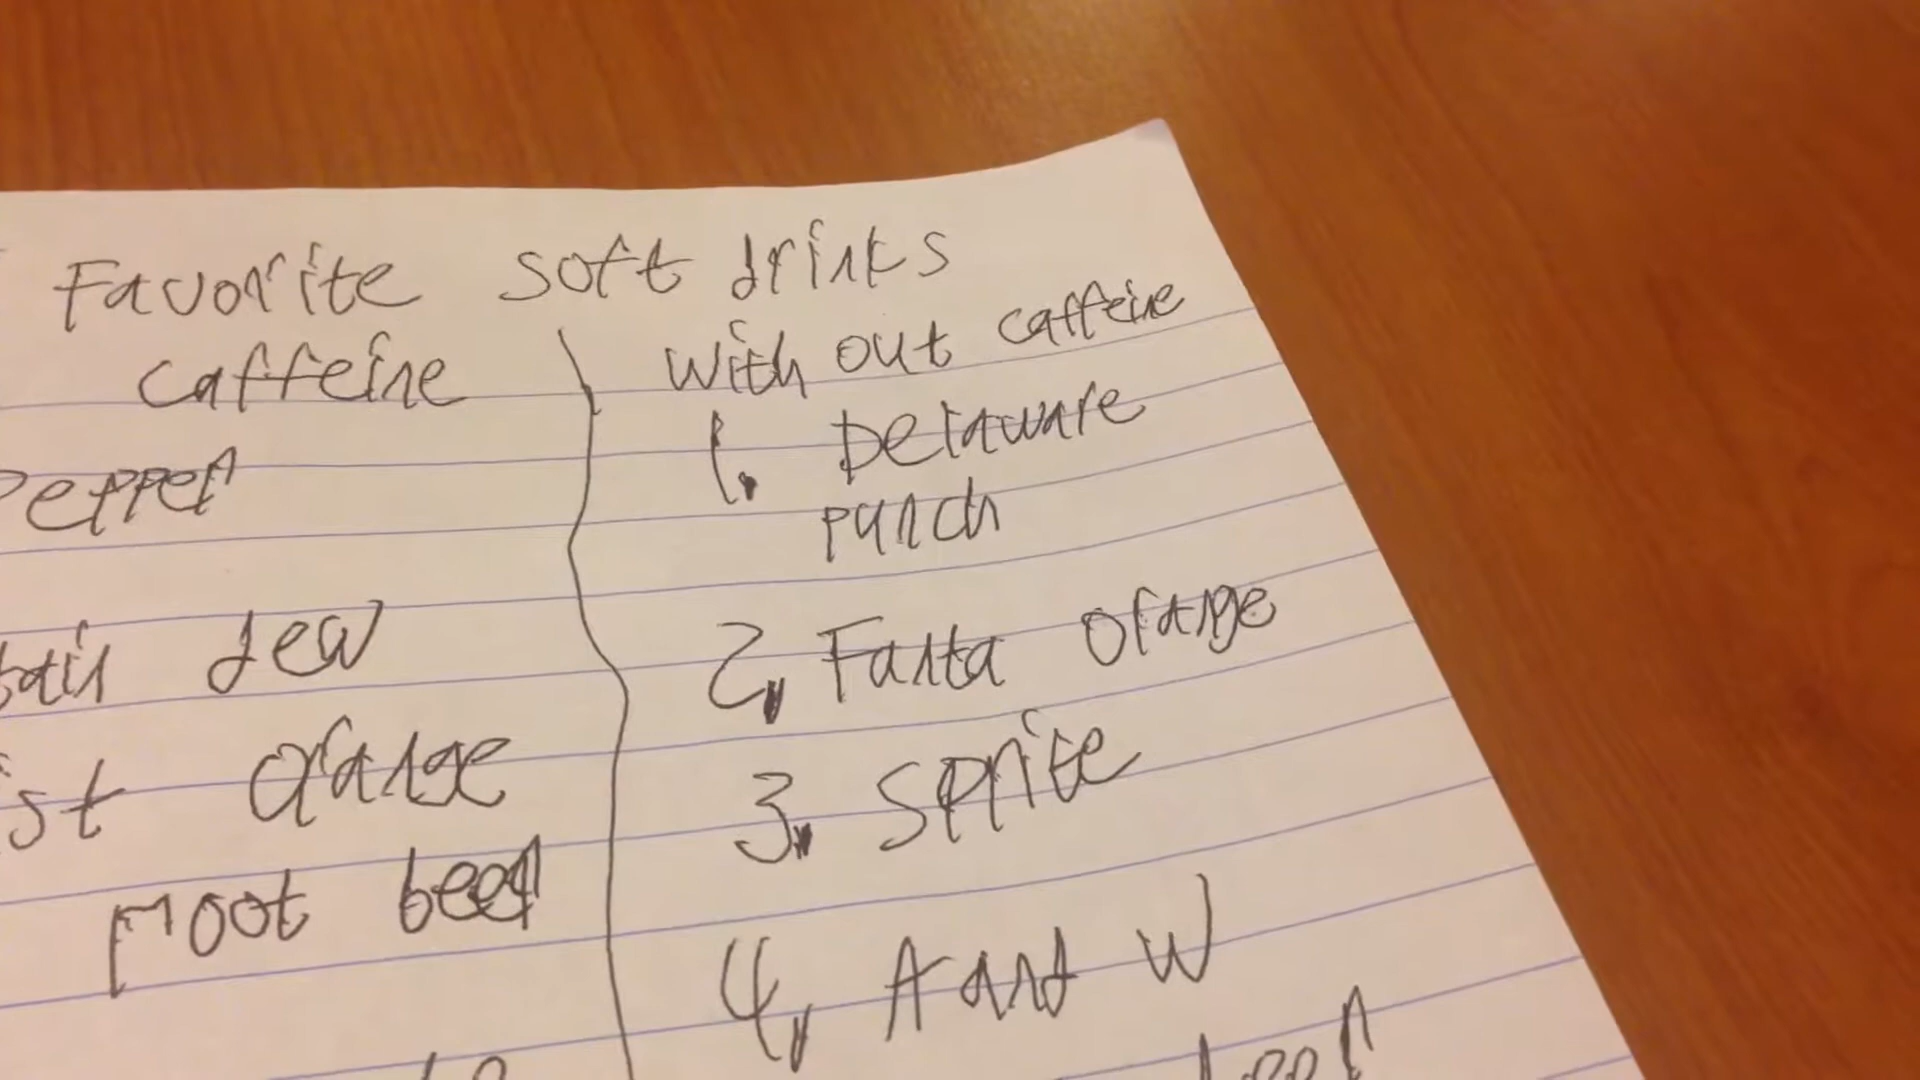 Favorite soft drinks
caffeine
Pepper
dew
orange
root beer
with out caffeine
1. Delaware
punch
2. Fanta orange
3. Sprite
4. A and W